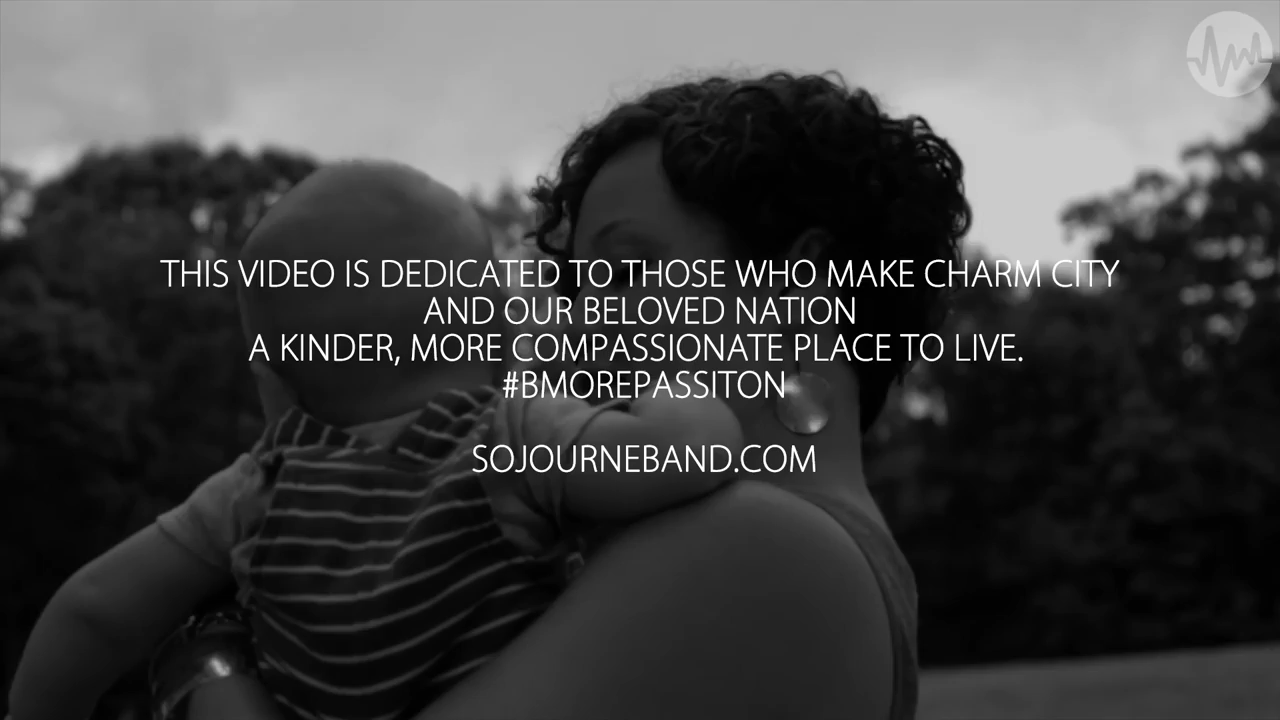 THIS VIDEO IS DEDICATED TO THOSE WHO MAKE CHARM CITY
AND OUR BELOVED NATION
A KINDER, MORE COMPASSIONATE PLACE TO LIVE.
#BMOREPASSITON
SOJOURNEBAND.COM